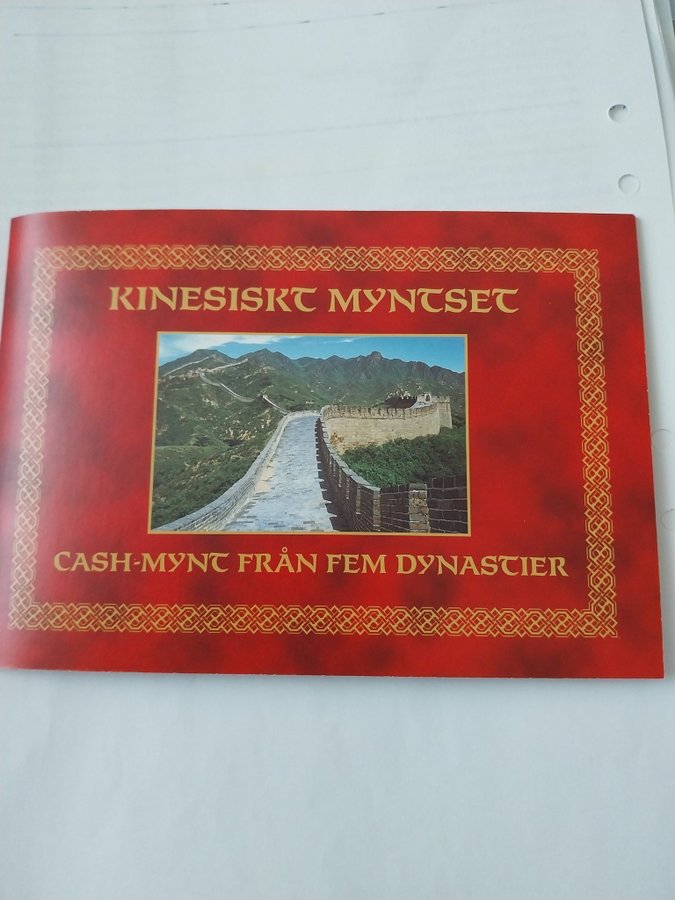 KINESISKT MYNTSET
CASH-MYNT FRÅN FEM DYNASTIER